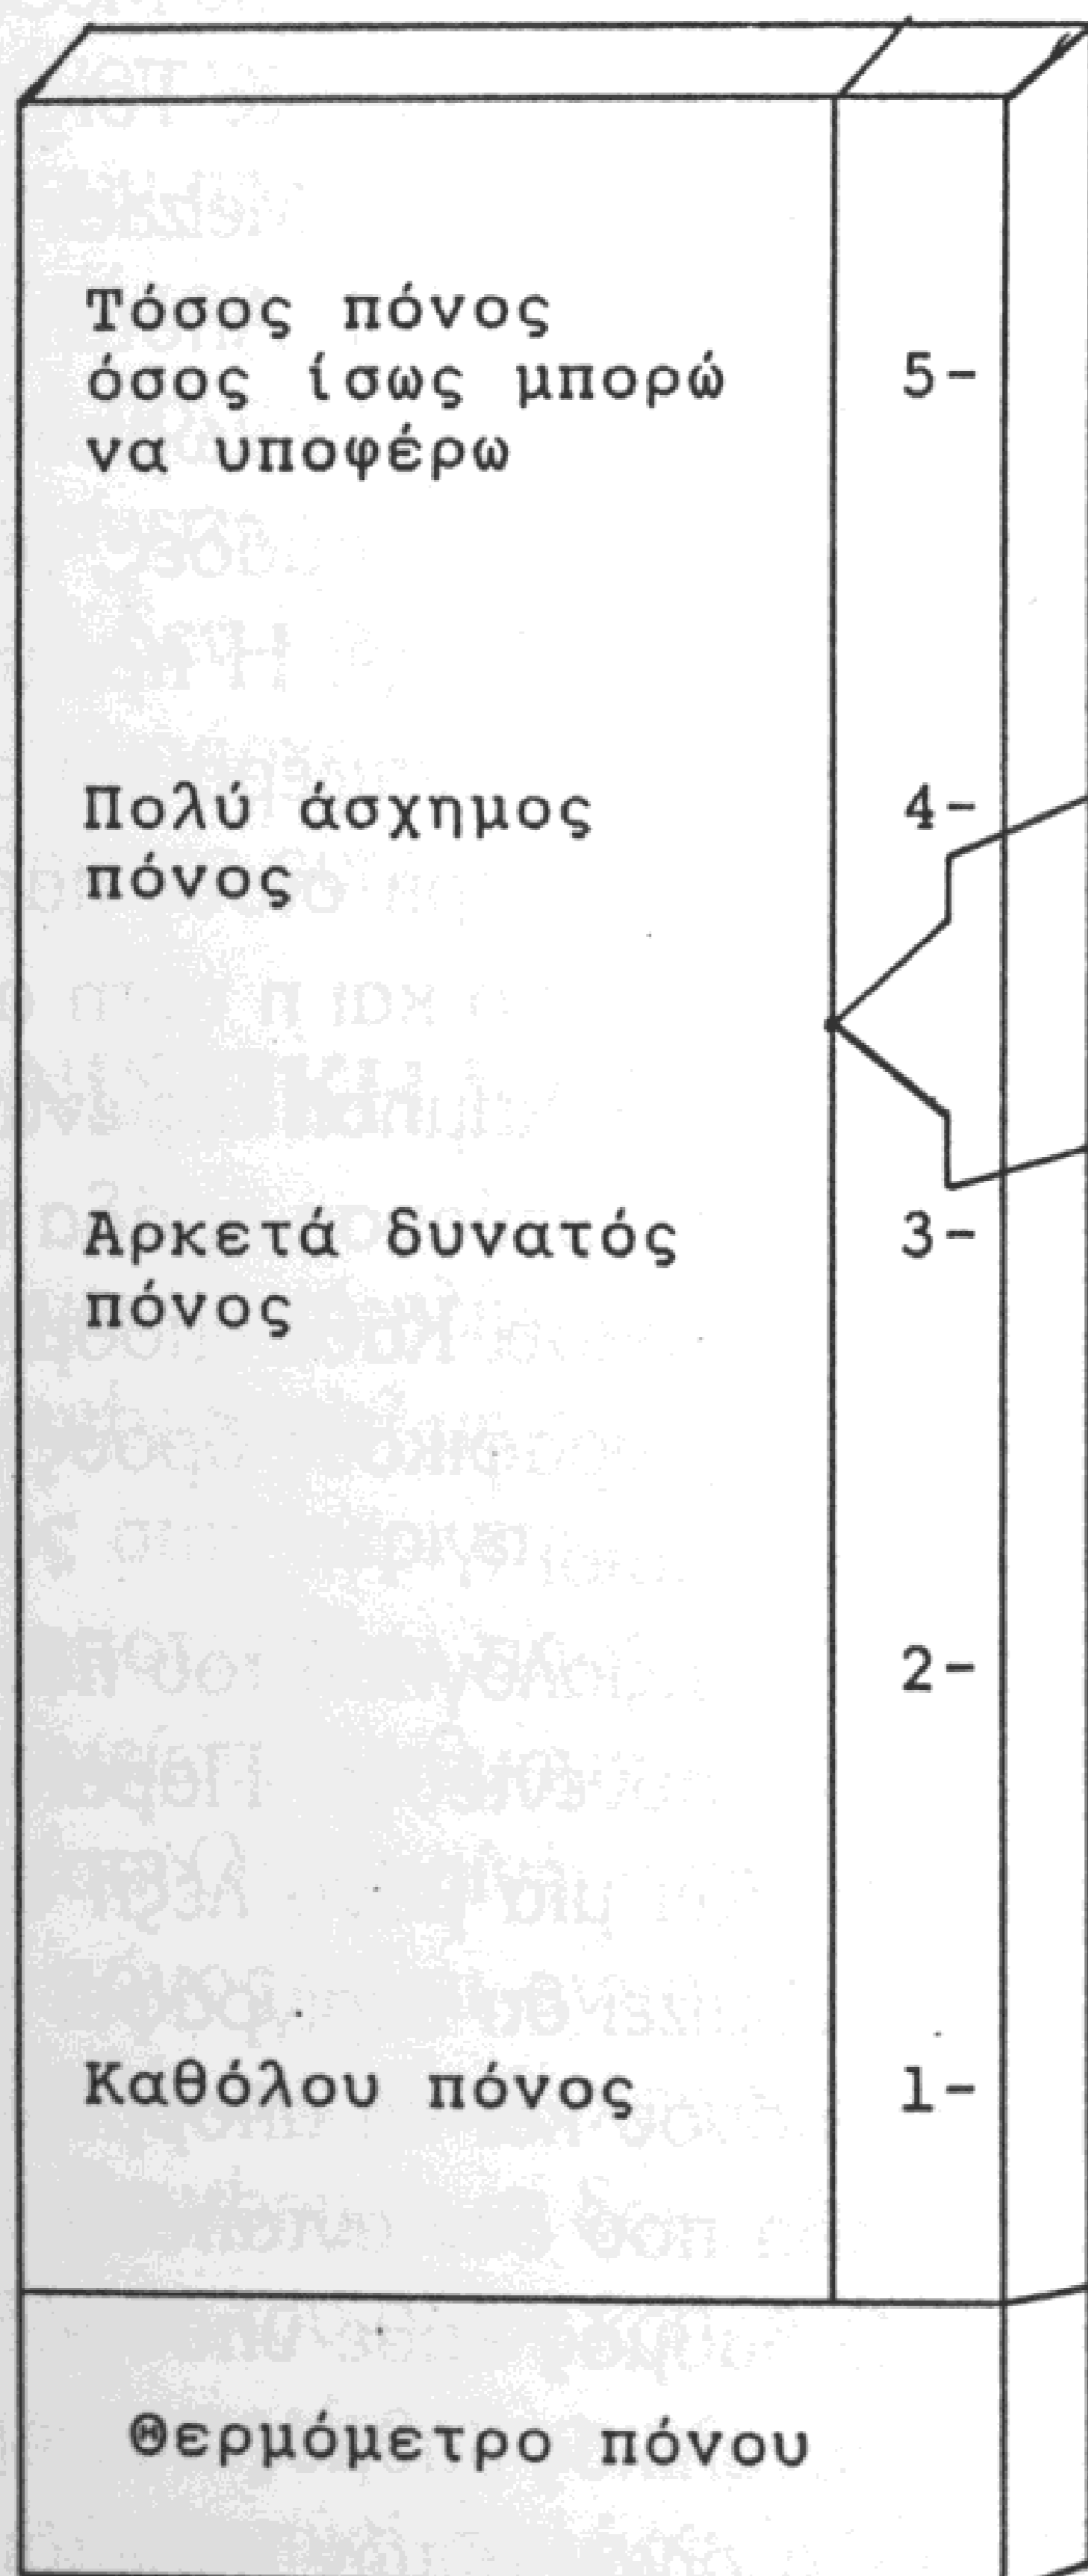 Τόσος πόνος
όσος ίσως μπορώ
να υποφέρω
5-
Πολύ άσχημος
πόνος
4-
Αρκετά δυνατός
πόνος
3-
2-
Καθόλου πόνος
1-
Θερμόμετρο πόνου